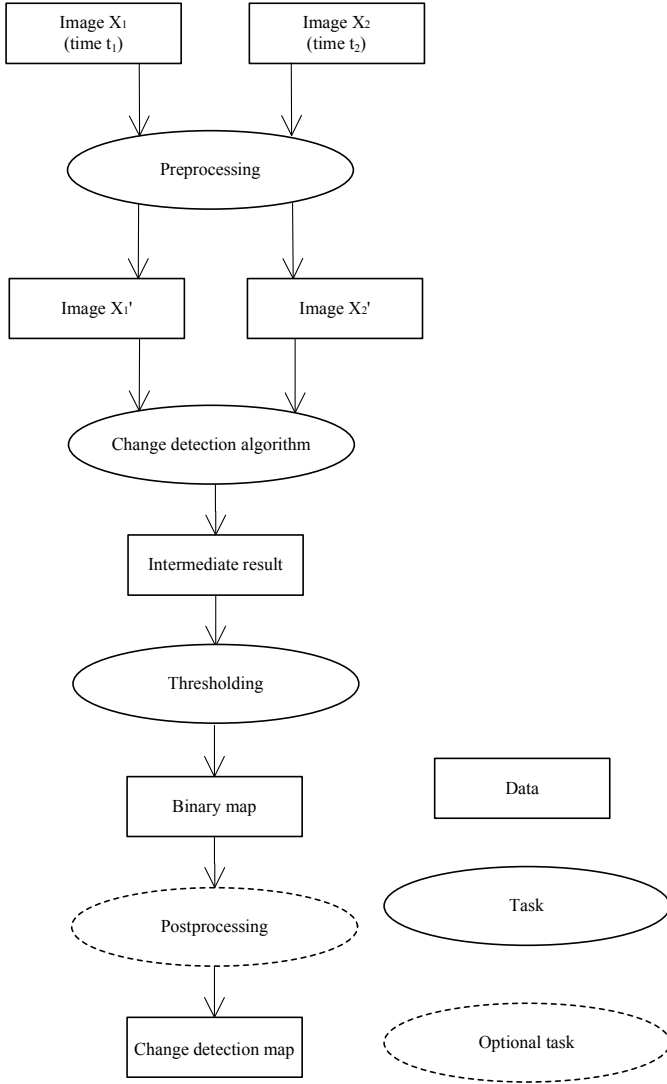 Image X₁
(time t₁)
Image X₂
(time t₂)
Preprocessing
Image X₁'
Image X₂'
Change detection algorithm
Intermediate result
Thresholding
Binary map
Data
Postprocessing
Task
Change detection map
Optional task